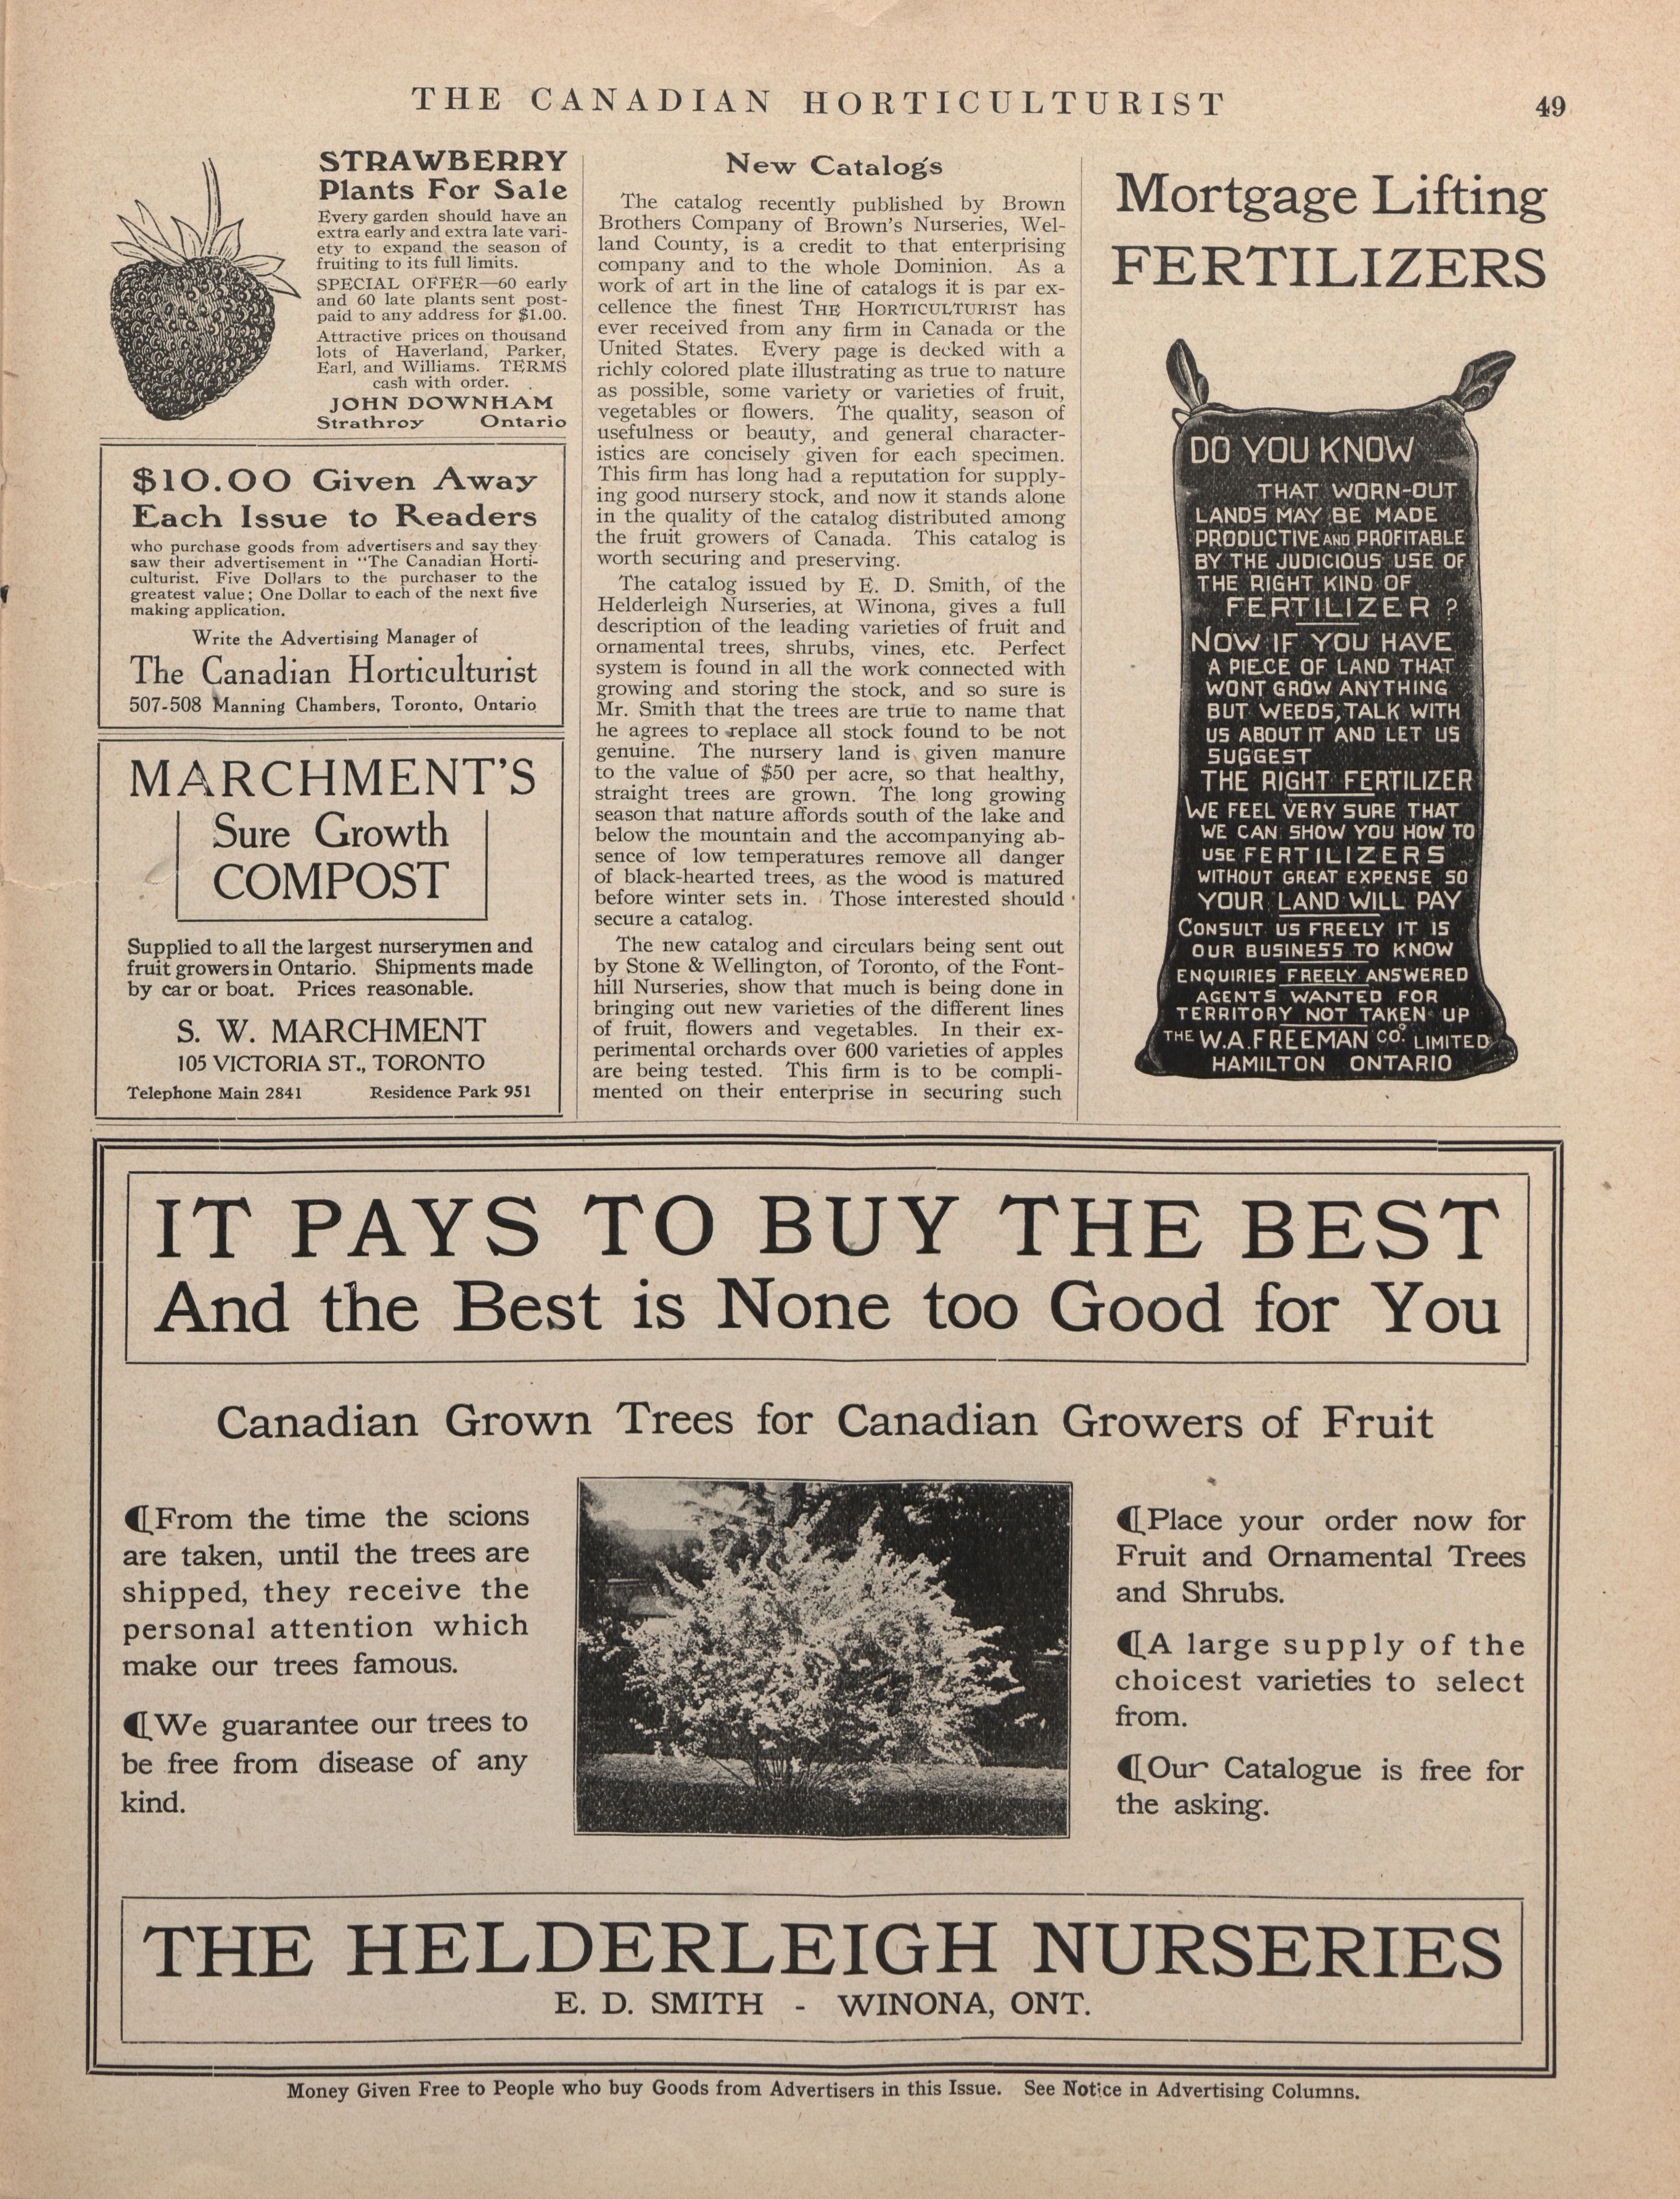 THE CANADIAN HORTICULTURIST
49
STRAWBERRY
Plants For Sale
Every garden should have an
extra early and extra late vari-
ety to expand the season of
fruiting to its full limits.
SPECIAL OFFER—60 early
and 60 late plants sent post-
paid to any address for $1.00.
Attractive prices on thousand
lots of Haverland, Parker,
Earl, and Williams. TERMS
cash with order.
JOHN DOWNHAM
Strathroy Ontario
$10.00 Given Away
Each Issue to Readers
who purchase goods from advertisers and say they
saw their advertisement in "The Canadian Horti-
culturist. Five Dollars to the purchaser to the
greatest value; One Dollar to each of the next five
making application.
Write the Advertising Manager of
The Canadian Horticulturist
507-508 Manning Chambers, Toronto, Ontario
MARCHMENT'S
Sure Growth
COMPOST
Supplied to all the largest nurserymen and
fruit growers in Ontario. Shipments made
by car or boat. Prices reasonable.
S. W. MARCHMENT
105 VICTORIA ST., TORONTO
Telephone Main 2841 Residence Park 951
New Catalogs
The catalog recently published by Brown
Brothers Company of Brown's Nurseries, Wel-
land County, is a credit to that enterprising
company and to the whole Dominion. As a
work of art in the line of catalogs it is par ex-
cellence the finest THE HORTICULTURIST has
ever received from any firm in Canada or the
United States. Every page is decked with a
richly colored plate illustrating as true to nature
as possible, some variety or varieties of fruit,
vegetables or flowers. The quality, season of
usefulness or beauty, and general character-
istics are concisely given for each specimen.
This firm has long had a reputation for supply-
ing good nursery stock, and now it stands alone
in the quality of the catalog distributed among
the fruit growers of Canada. This catalog is
worth securing and preserving.
The catalog issued by E. D. Smith, of the
Helderleigh Nurseries, at Winona, gives a full
description of the leading varieties of fruit and
ornamental trees, shrubs, vines, etc. Perfect
system is found in all the work connected with
growing and storing the stock, and so sure is
Mr. Smith that the trees are true to name that
he agrees to replace all stock found to be not
genuine. The nursery land is given manure
to the value of $50 per acre, so that healthy,
straight trees are grown. The long growing
season that nature affords south of the lake and
below the mountain and the accompanying ab-
sence of low temperatures remove all danger
of black-hearted trees, as the wood is matured
before winter sets in. Those interested should
secure a catalog.
The new catalog and circulars being sent out
by Stone & Wellington, of Toronto, of the Font-
hill Nurseries, show that much is being done in
bringing out new varieties of the different lines
of fruit, flowers and vegetables. In their ex-
perimental orchards over 600 varieties of apples
are being tested. This firm is to be compli-
mented on their enterprise in securing such
Mortgage Lifting
FERTILIZERS
DO YOU KNOW
THAT WORN-OUT
LANDS MAY BE MADE
PRODUCTIVE AND PROFITABLE
BY THE JUDICIOUS USE OF
THE RIGHT KIND OF
FERTILIZER?
NOW IF YOU HAVE
A PIECE OF LAND THAT
WONT GROW ANYTHING
BUT WEEDS, TALK WITH
US ABOUT IT AND LET US
SUGGEST
THE RIGHT FERTILIZER
WE FEEL VERY SURE THAT
WE CAN SHOW YOU HOW TO
USE FERTILIZERS
WITHOUT GREAT EXPENSE SO
YOUR LAND WILL PAY
CONSULT US FREELY IT IS
OUR BUSINESS TO KNOW
ENQUIRIES FREELY ANSWERED
AGENTS WANTED FOR
TERRITORY NOT TAKEN UP
THE W.A. FREEMAN CO. LIMITED
HAMILTON ONTARIO
IT PAYS TO BUY THE BEST
And the Best is None too Good for You
Canadian Grown Trees for Canadian Growers of Fruit
¶From the time the scions
are taken, until the trees are
shipped, they receive the
personal attention which
make our trees famous.
¶We guarantee our trees to
be free from disease of any
kind.
¶Place your order now for
Fruit and Ornamental Trees
and Shrubs.
¶A large supply of the
choicest varieties to select
from.
¶Our Catalogue is free for
the asking.
THE HELDERLEIGH NURSERIES
E. D. SMITH - WINONA, ONT.
Money Given Free to People who buy Goods from Advertisers in this Issue. See Notice in Advertising Columns.